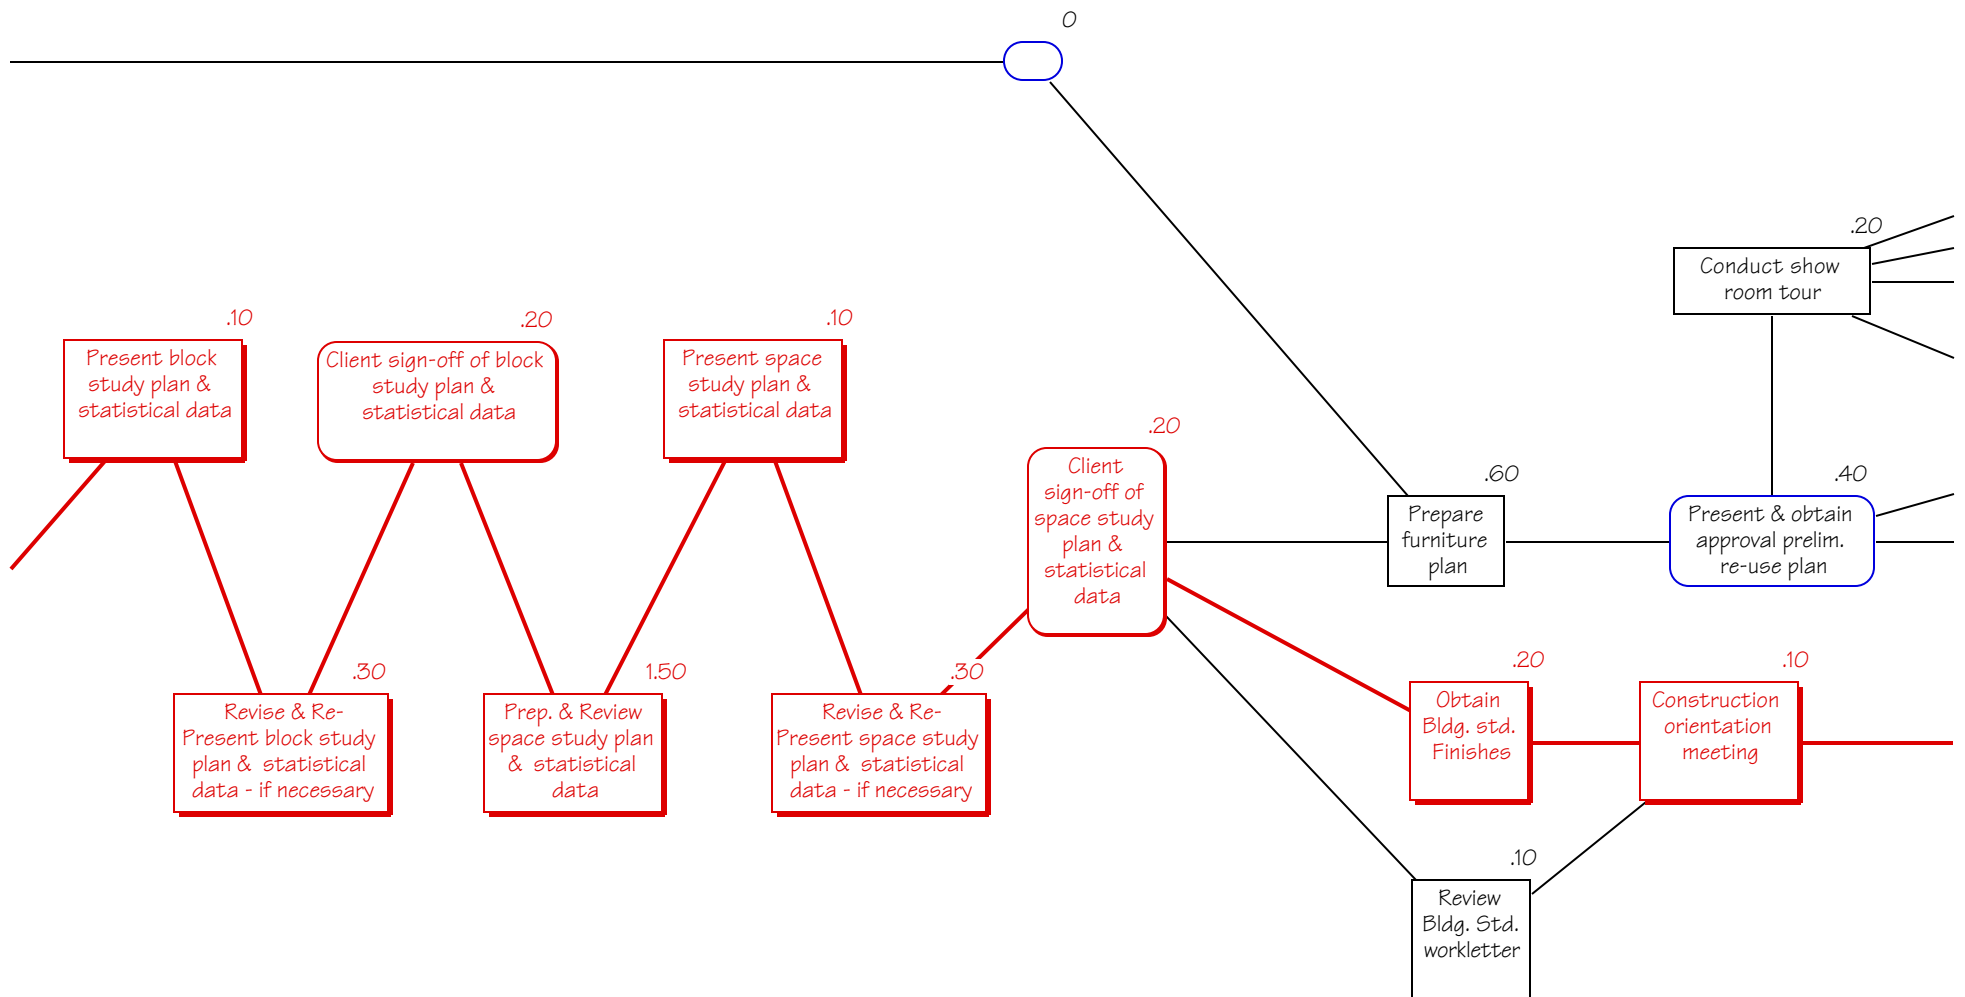 0
.20
Conduct show
room tour
.10
Present block
study plan &
statistical data
.20
Client sign-off of block
study plan &
statistical data
.10
Present space
study plan &
statistical data
.20
Client
sign-off of
space study
plan &
statistical
data
.60
Prepare
furniture
plan
.40
Present & obtain
approval prelim.
re-use plan
.30
Revise & Re-
Present block study
plan &  statistical
data - if necessary
1.50
Prep. & Review
space study plan
&  statistical
data
.30
Revise & Re-
Present space study
plan &  statistical
data - if necessary
.20
Obtain
Bldg. std.
Finishes
.10
Construction
orientation
meeting
.10
Review
Bldg. Std.
workletter